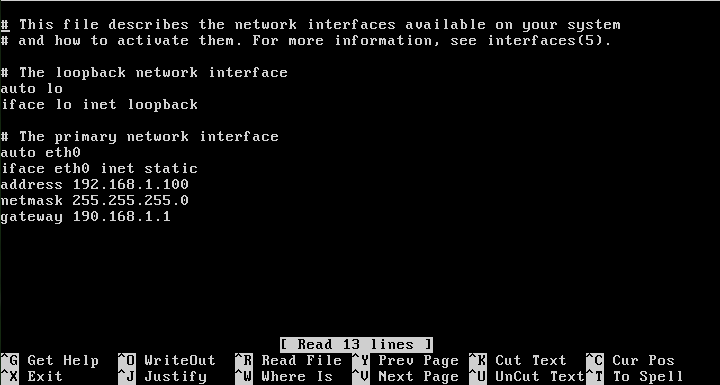 # This file describes the network interfaces available on your system
# and how to activate them. For more information, see interfaces(5).
# The loopback network interface
auto lo
iface lo inet loopback
# The primary network interface
auto eth0
iface eth0 inet static
address 192.168.1.100
netmask 255.255.255.0
gateway 190.168.1.1
[ Read 13 lines ]
^G Get Help ^O WriteOut ^R Read File ^Y Prev Page ^K Cut Text ^C Cur Pos
^X Exit ^J Justify ^W Where Is ^V Next Page ^U UnCut Text ^T To Spell